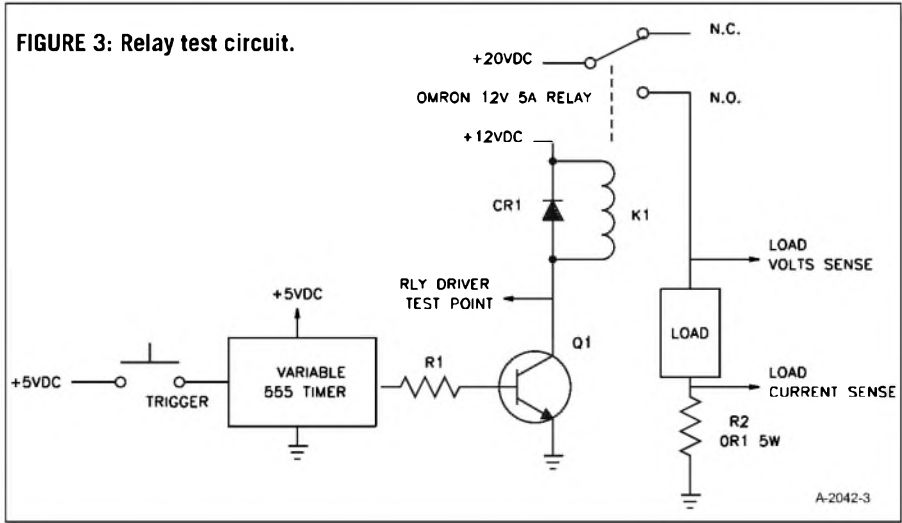 FIGURE 3: Relay test circuit.
N.C.
+20VDC
OMRON 12V 5A RELAY
N.O.
+12VDC
CR1
K1
LOAD
VOLTS SENSE
RLY DRIVER
TEST POINT
+5VDC
Q1
LOAD
R1
VARIABLE
555 TIMER
+5VDC
TRIGGER
LOAD
CURRENT SENSE
R2
0R1 5W
A-2042-3